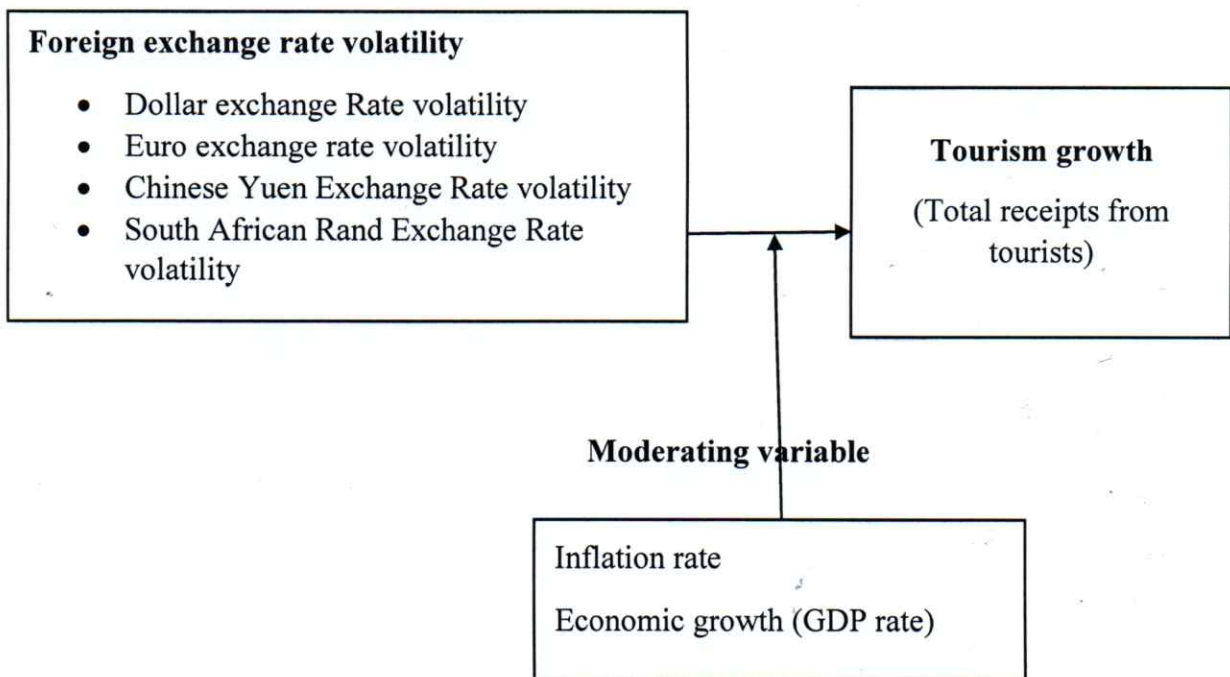 Foreign exchange rate volatility
• Dollar exchange Rate volatility
• Euro exchange rate volatility
• Chinese Yuen Exchange Rate volatility
• South African Rand Exchange Rate
volatility
Tourism growth
(Total receipts from
tourists)
Moderating variable
Inflation rate
Economic growth (GDP rate)